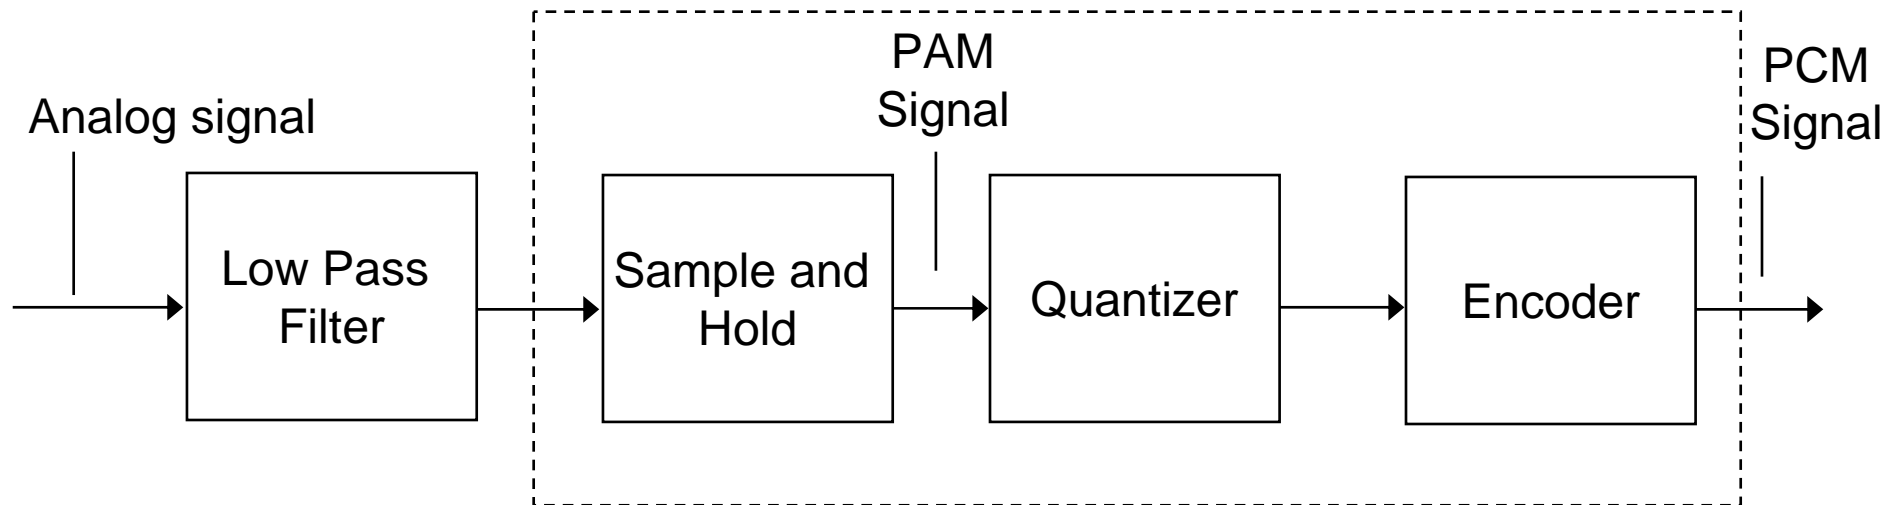 Analog signal
Low Pass
Filter
Sample and
Hold
PAM
Signal
Quantizer
Encoder
PCM
Signal